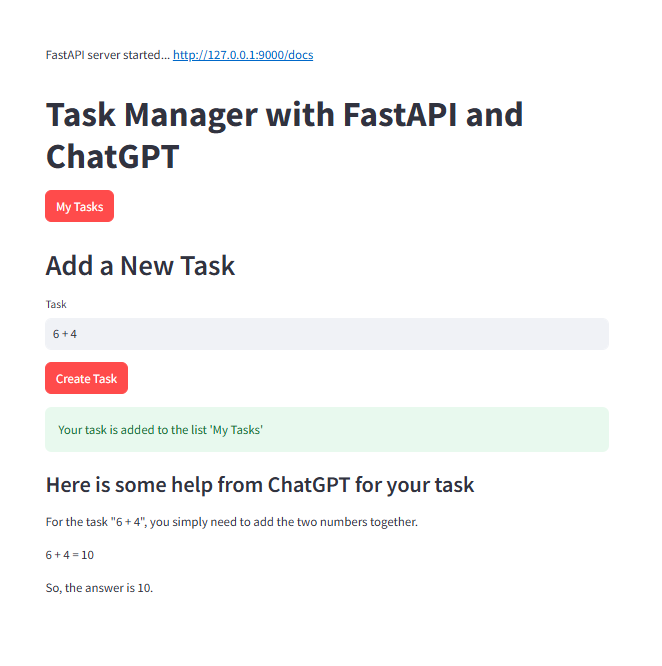 FastAPI server started... http://127.0.0.1:9000/docs
Task Manager with FastAPI and
ChatGPT
My Tasks
Add a New Task
Task
6 + 4
Create Task
Your task is added to the list 'My Tasks'
Here is some help from ChatGPT for your task
For the task "6 + 4", you simply need to add the two numbers together.
6 + 4 = 10
So, the answer is 10.